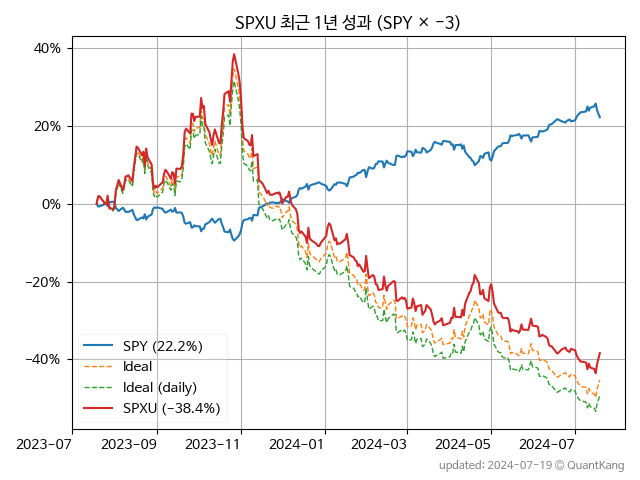 SPXU 최근 1년 성과 (SPY × −3)
40%
20%
0%
−20%
−40%
SPY (22.2%)
Ideal
Ideal (daily)
SPXU (−38.4%)
2023-07
2023-09
2023-11
2024-01
2024-03
2024-05
2024-07
updated: 2024-07-19 © QuantKang